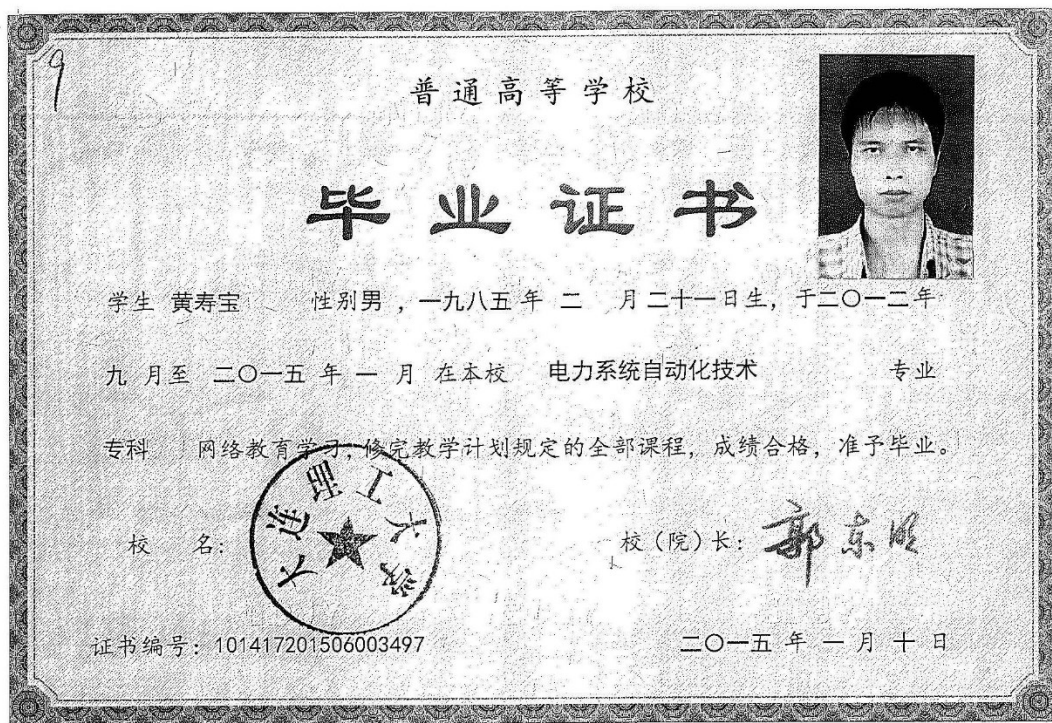 9
普通高等学校
毕业证书
学生 黄寿宝 性别男，一九八五年 二 月二十一日生，于二〇一二年
九 月至 二〇一五 年 一 月 在本校 电力系统自动化技术 专业
专科 网络教育学习，修完教学计划规定的全部课程，成绩合格，准予毕业。
大连理工大学
校 名： 校（院）长：郭东明
证书编号：101417201506003497 二〇一五 年 一 月 十 日